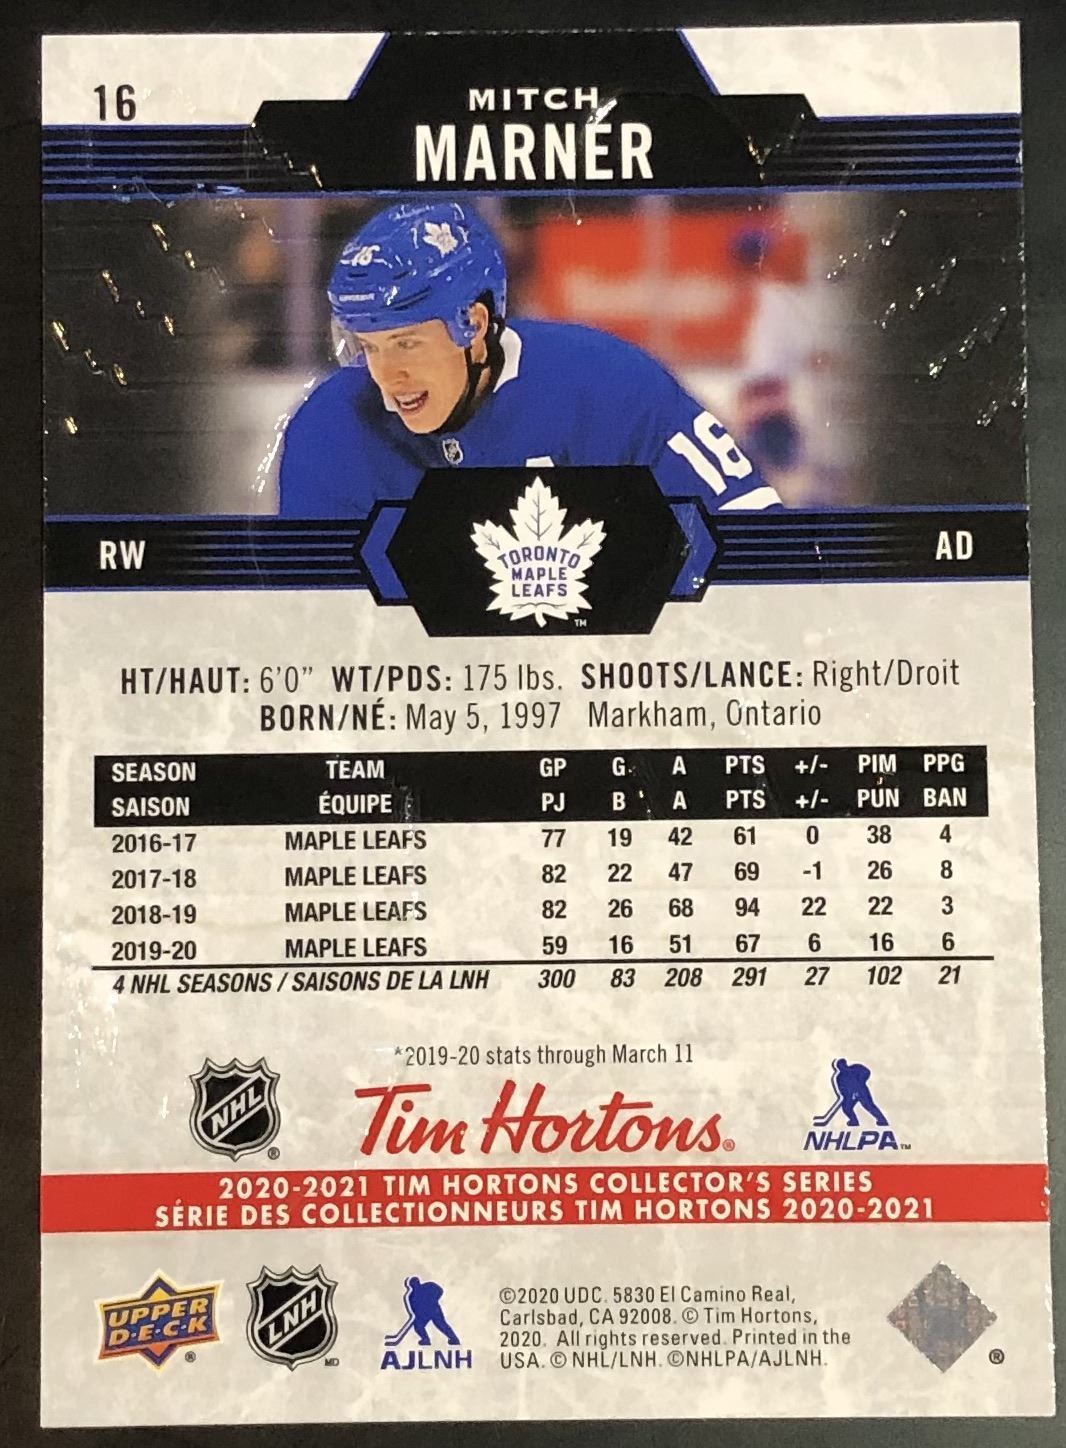 16
MITCH
MARNER
16
16
RW
TORONTO
MAPLE
LEAFS
TM
AD
HT/HAUT: 6'0" WT/PDS: 175 lbs. SHOOTS/LANCE: Right/Droit
BORN/NÉ: May 5, 1997 Markham, Ontario
SEASON TEAM GP G A PTS +/- PIM PPG
SAISON ÉQUIPE PJ B A PTS +/- PUN BAN
2016-17 MAPLE LEAFS 77 19 42 61 0 38 4
2017-18 MAPLE LEAFS 82 22 47 69 -1 26 8
2018-19 MAPLE LEAFS 82 26 68 94 22 22 3
2019-20 MAPLE LEAFS 59 16 51 67 6 16 6
4 NHL SEASONS / SAISONS DE LA LNH 300 83 208 291 27 102 21
*2019-20 stats through March 11
NHL ®
Tim Hortons®
NHLPA™
2020-2021 TIM HORTONS COLLECTOR'S SERIES
SÉRIE DES COLLECTIONNEURS TIM HORTONS 2020-2021
UPPER
D·E·C·K
®
LNH
MD
AJLNH
©2020 UDC. 5830 El Camino Real,
Carlsbad, CA 92008. © Tim Hortons,
2020. All rights reserved. Printed in the
USA. © NHL/LNH. ©NHLPA/AJLNH.
®